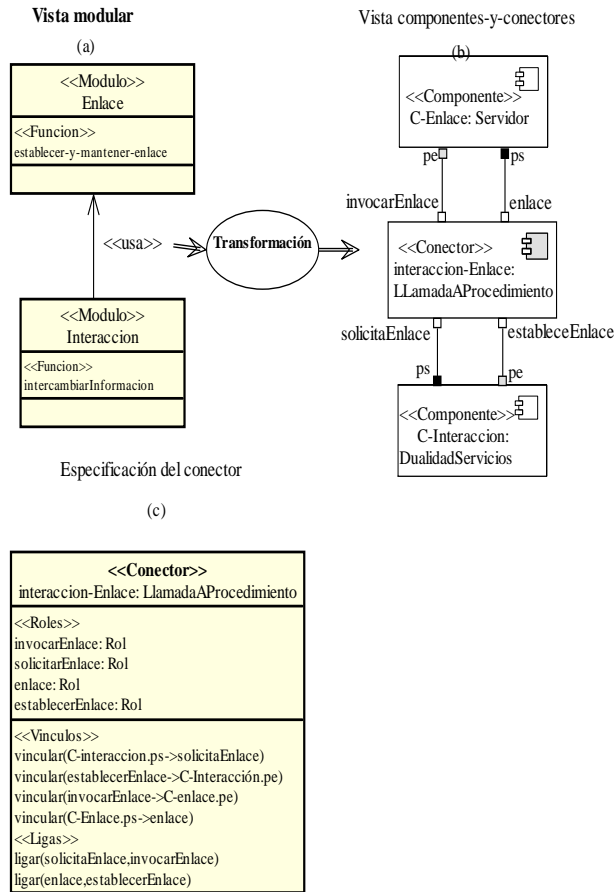 Vista modular
(a)
<<Modulo>>
Enlace
<<Funcion>>
establecer-y-mantener-enlace
<<usa>>
Transformación
<<Modulo>>
Interaccion
<<Funcion>>
intercambiarInformacion
Vista componentes-y-conectores
(b)
<<Componente>>
C-Enlace: Servidor
pe
ps
invocarEnlace
enlace
<<Conector>>
interaccion-Enlace:
LLamadaAProcedimiento
solicitaEnlace
estableceEnlace
ps
pe
<<Componente>>
C-Interaccion:
DualidadServicios
Especificación del conector
(c)
<<Conector>>
interaccion-Enlace: LlamadaAProcedimiento
<<Roles>>
invocarEnlace: Rol
solicitarEnlace: Rol
enlace: Rol
establecerEnlace: Rol
<<Vinculos>>
vincular(C-interaccion.ps->solicitaEnlace)
vincular(establecerEnlace->C-Interacción.pe)
vincular(invocarEnlace->C-enlace.pe)
vincular(C-Enlace.ps->enlace)
<<Ligas>>
ligar(solicitaEnlace,invocarEnlace)
ligar(enlace,establecerEnlace)